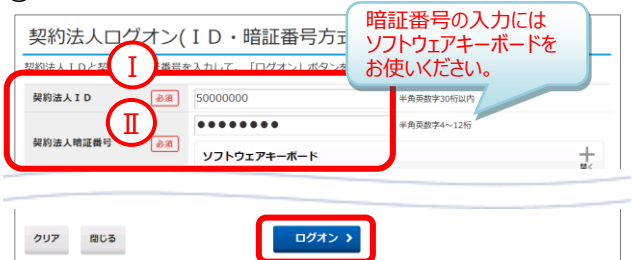 契約法人ログオン(ＩＤ・暗証番号方式
暗証番号の入力には
ソフトウェアキーボードを
お使いください。
契約法人ＩＤと契 証番号を入力して、「ログオン」ボタンを
Ⅰ
契約法人ＩＤ 必須 50000000 半角英数字30桁以内
Ⅱ
●●●●●●●● 半角英数字4～12桁
契約法人暗証番号 必須
ソフトウェアキーボード
開く
クリア 閉じる ログオン ›